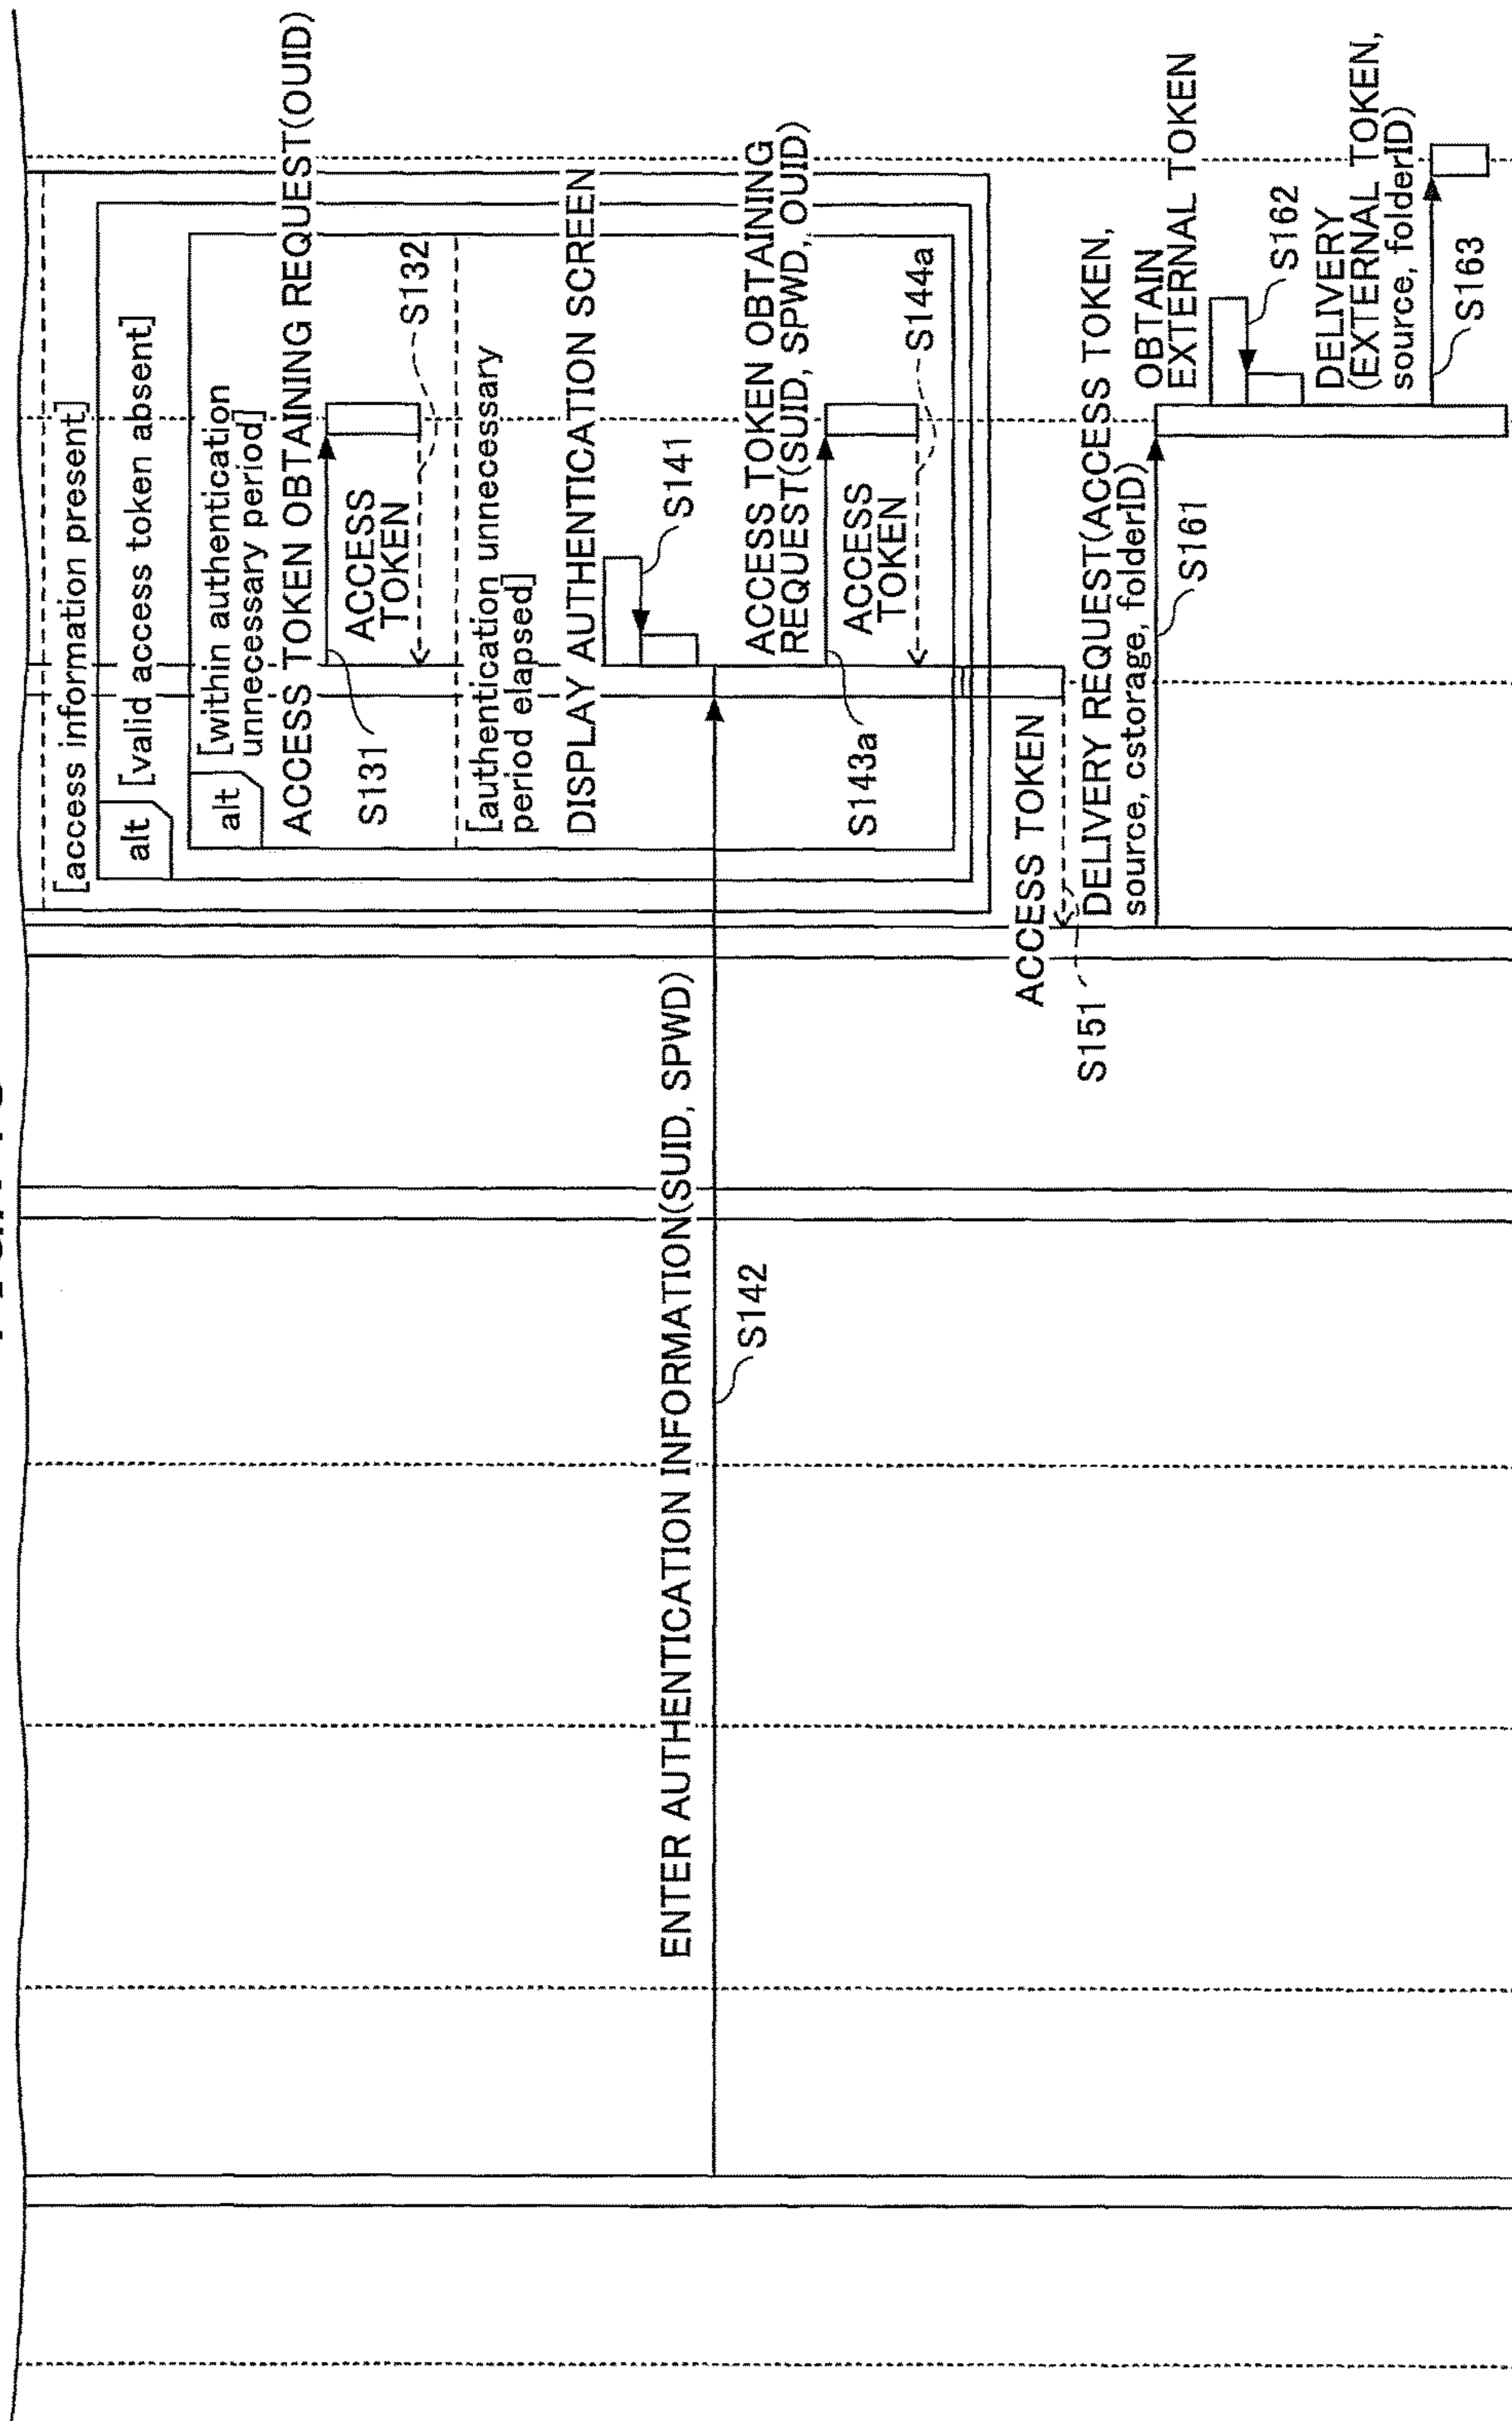 [access information present]
alt
[valid access token absent]
alt
[within authentication
unnecessary period]
ACCESS TOKEN OBTAINING REQUEST(OUID)
S131
ACCESS
TOKEN
S132
[authentication unnecessary
period elapsed]
DISPLAY AUTHENTICATION SCREEN
S141
ENTER AUTHENTICATION INFORMATION(SUID, SPWD)
S142
ACCESS TOKEN OBTAINING
REQUEST(SUID, SPWD, OUID)
S143a
ACCESS
TOKEN
S144a
ACCESS TOKEN
S151
DELIVERY REQUEST(ACCESS TOKEN,
source, cstorage, folderID)
S161
OBTAIN
EXTERNAL TOKEN
S162
DELIVERY
(EXTERNAL TOKEN,
source, folderID)
S163